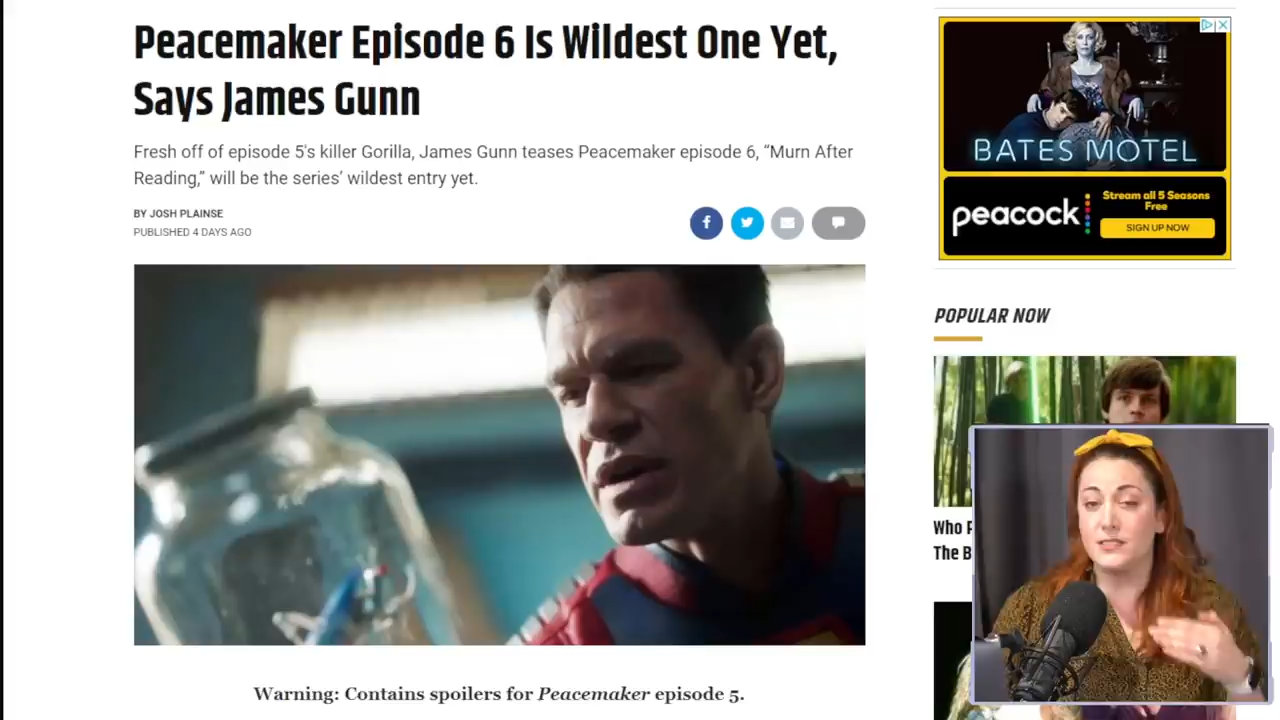 Peacemaker Episode 6 Is Wildest One Yet,
Says James Gunn
Fresh off of episode 5's killer Gorilla, James Gunn teases Peacemaker episode 6, “Murn After
Reading,” will be the series’ wildest entry yet.
BY JOSH PLAINSE
PUBLISHED 4 DAYS AGO
Warning: Contains spoilers for Peacemaker episode 5.
BATES MOTEL
peacock
Stream all 5 Seasons
Free
SIGN UP NOW
POPULAR NOW
Who
The